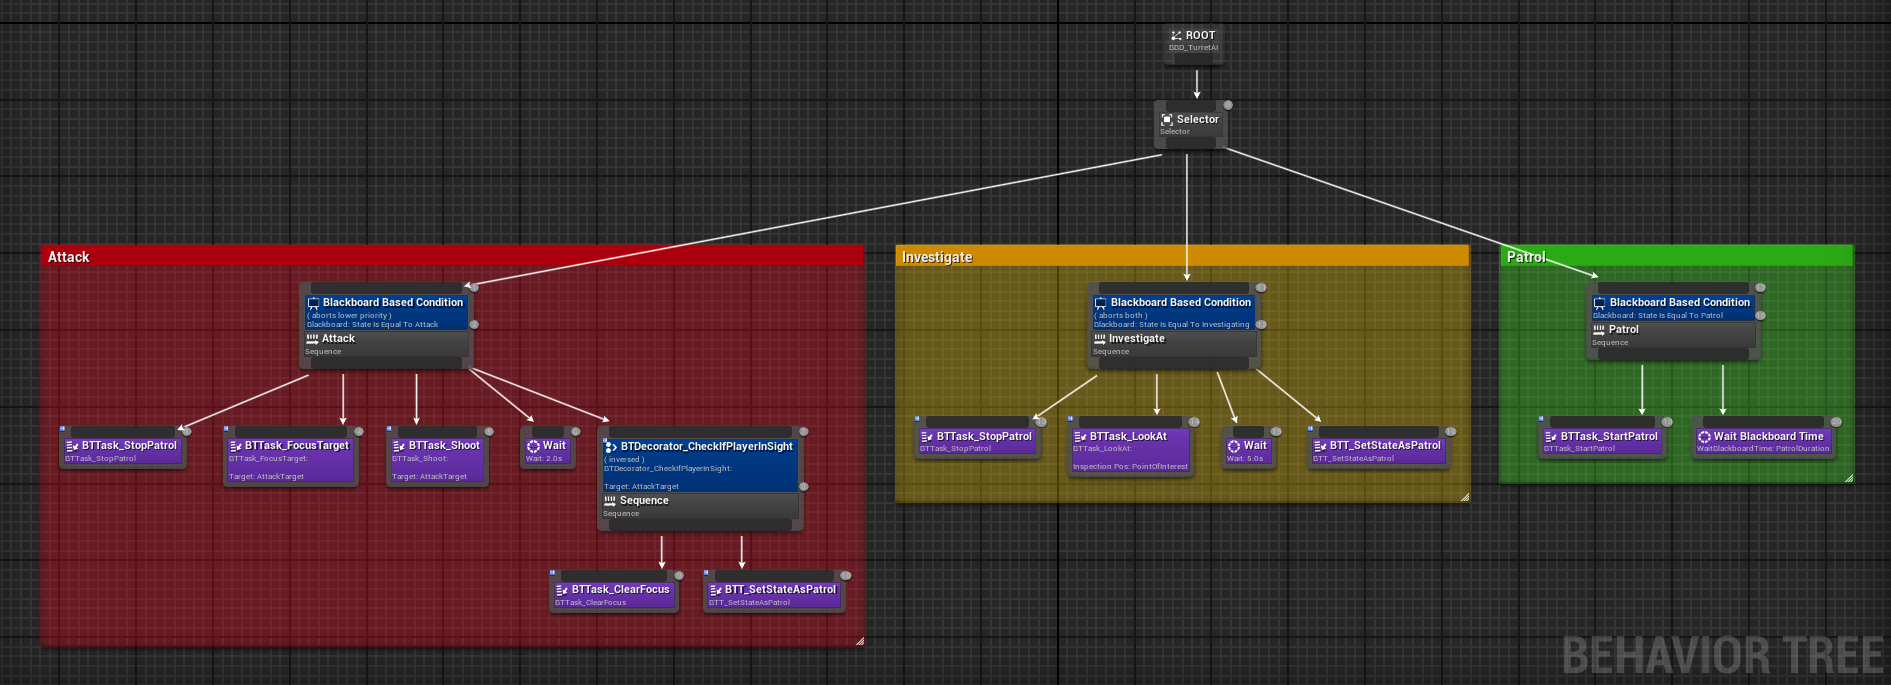 ROOT
BBD_TurretAI
Selector
Selector
Attack
Blackboard Based Condition
( aborts lower priority )
Blackboard: State Is Equal To Attack
Attack
Sequence
BTTask_StopPatrol
BTTask_StopPatrol
BTTask_FocusTarget
BTTask_FocusTarget:
Target: AttackTarget
BTTask_Shoot
BTTask_Shoot:
Target: AttackTarget
Wait
Wait: 2.0s
BTDecorator_CheckIfPlayerInSight
( inversed )
BTDecorator_CheckIfPlayerInSight:
Target: AttackTarget
Sequence
Sequence
BTTask_ClearFocus
BTTask_ClearFocus
BTT_SetStateAsPatrol
BTT_SetStateAsPatrol
Investigate
Blackboard Based Condition
( aborts both )
Blackboard: State Is Equal To Investigating
Investigate
Sequence
BTTask_StopPatrol
BTTask_StopPatrol
BTTask_LookAt
BTTask_LookAt:
Inspection Pos: PointOfInterest
Wait
Wait: 5.0s
BTT_SetStateAsPatrol
BTT_SetStateAsPatrol
Patrol
Blackboard Based Condition
Blackboard: State Is Equal To Patrol
Patrol
Sequence
BTTask_StartPatrol
BTTask_StartPatrol
Wait Blackboard Time
WaitBlackboardTime: PatrolDuration
BEHAVIOR TREE